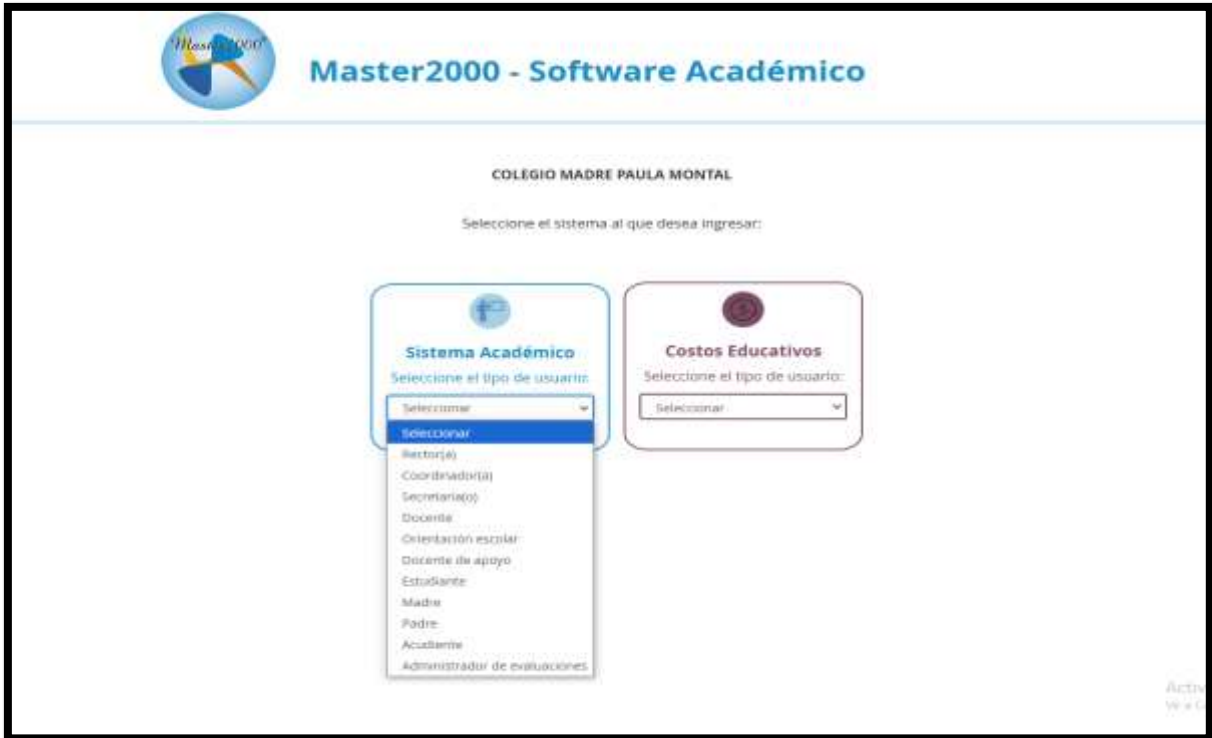 Master2000
Master2000 - Software Académico
COLEGIO MADRE PAULA MONTAL
Seleccione el sistema al que desea ingresar:
Sistema Académico
Seleccione el tipo de usuario:
Seleccionar
Seleccionar
Rector(a)
Coordinador(a)
Secretaria(o)
Docente
Orientación escolar
Docente de apoyo
Estudiante
Madre
Padre
Acudiente
Administrador de evaluaciones
Costos Educativos
Seleccione el tipo de usuario:
Seleccionar
Activ